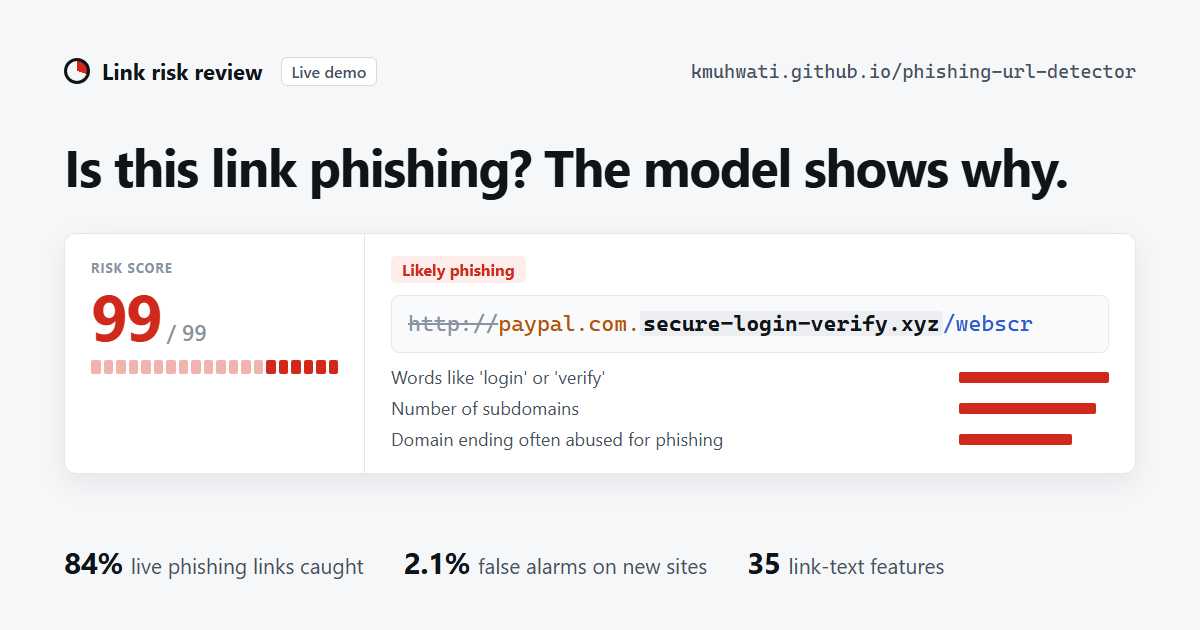 Link risk review Live demo kmuhwati.github.io/phishing-url-detector
Is this link phishing? The model shows why.
RISK SCORE
99 / 99
Likely phishing
http://paypal.com.secure-login-verify.xyz/webscr
Words like 'login' or 'verify'
Number of subdomains
Domain ending often abused for phishing
84% live phishing links caught 2.1% false alarms on new sites 35 link-text features